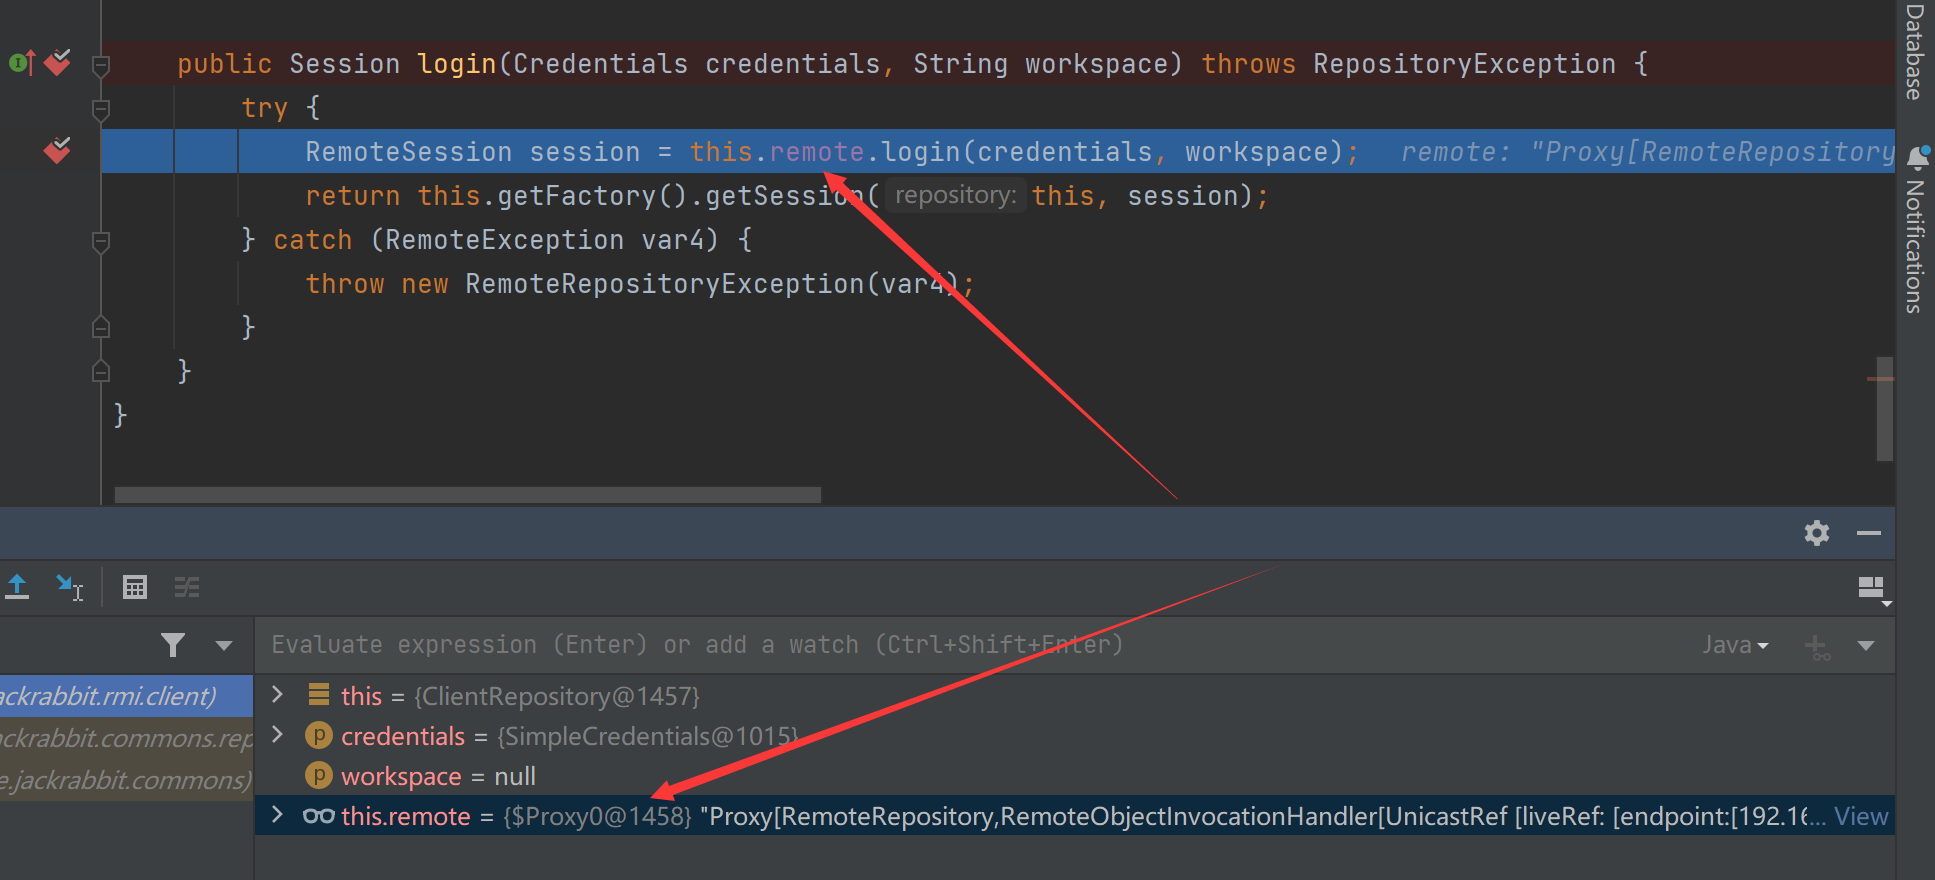 public Session login(Credentials credentials, String workspace) throws RepositoryException {
try {
RemoteSession session = this.remote.login(credentials, workspace); remote: "Proxy[RemoteRepository
return this.getFactory().getSession( repository: this, session);
} catch (RemoteException var4) {
throw new RemoteRepositoryException(var4);
}
}
}
Database
Notifications
Evaluate expression (Enter) or add a watch (Ctrl+Shift+Enter)
Java
ackrabbit.rmi.client)
ackrabbit.commons.rep
e.jackrabbit.commons)
this = {ClientRepository@1457}
p credentials = {SimpleCredentials@1015}
p workspace = null
this.remote = {$Proxy0@1458} "Proxy[RemoteRepository,RemoteObjectInvocationHandler[UnicastRef [liveRef: [endpoint:[192.16... View